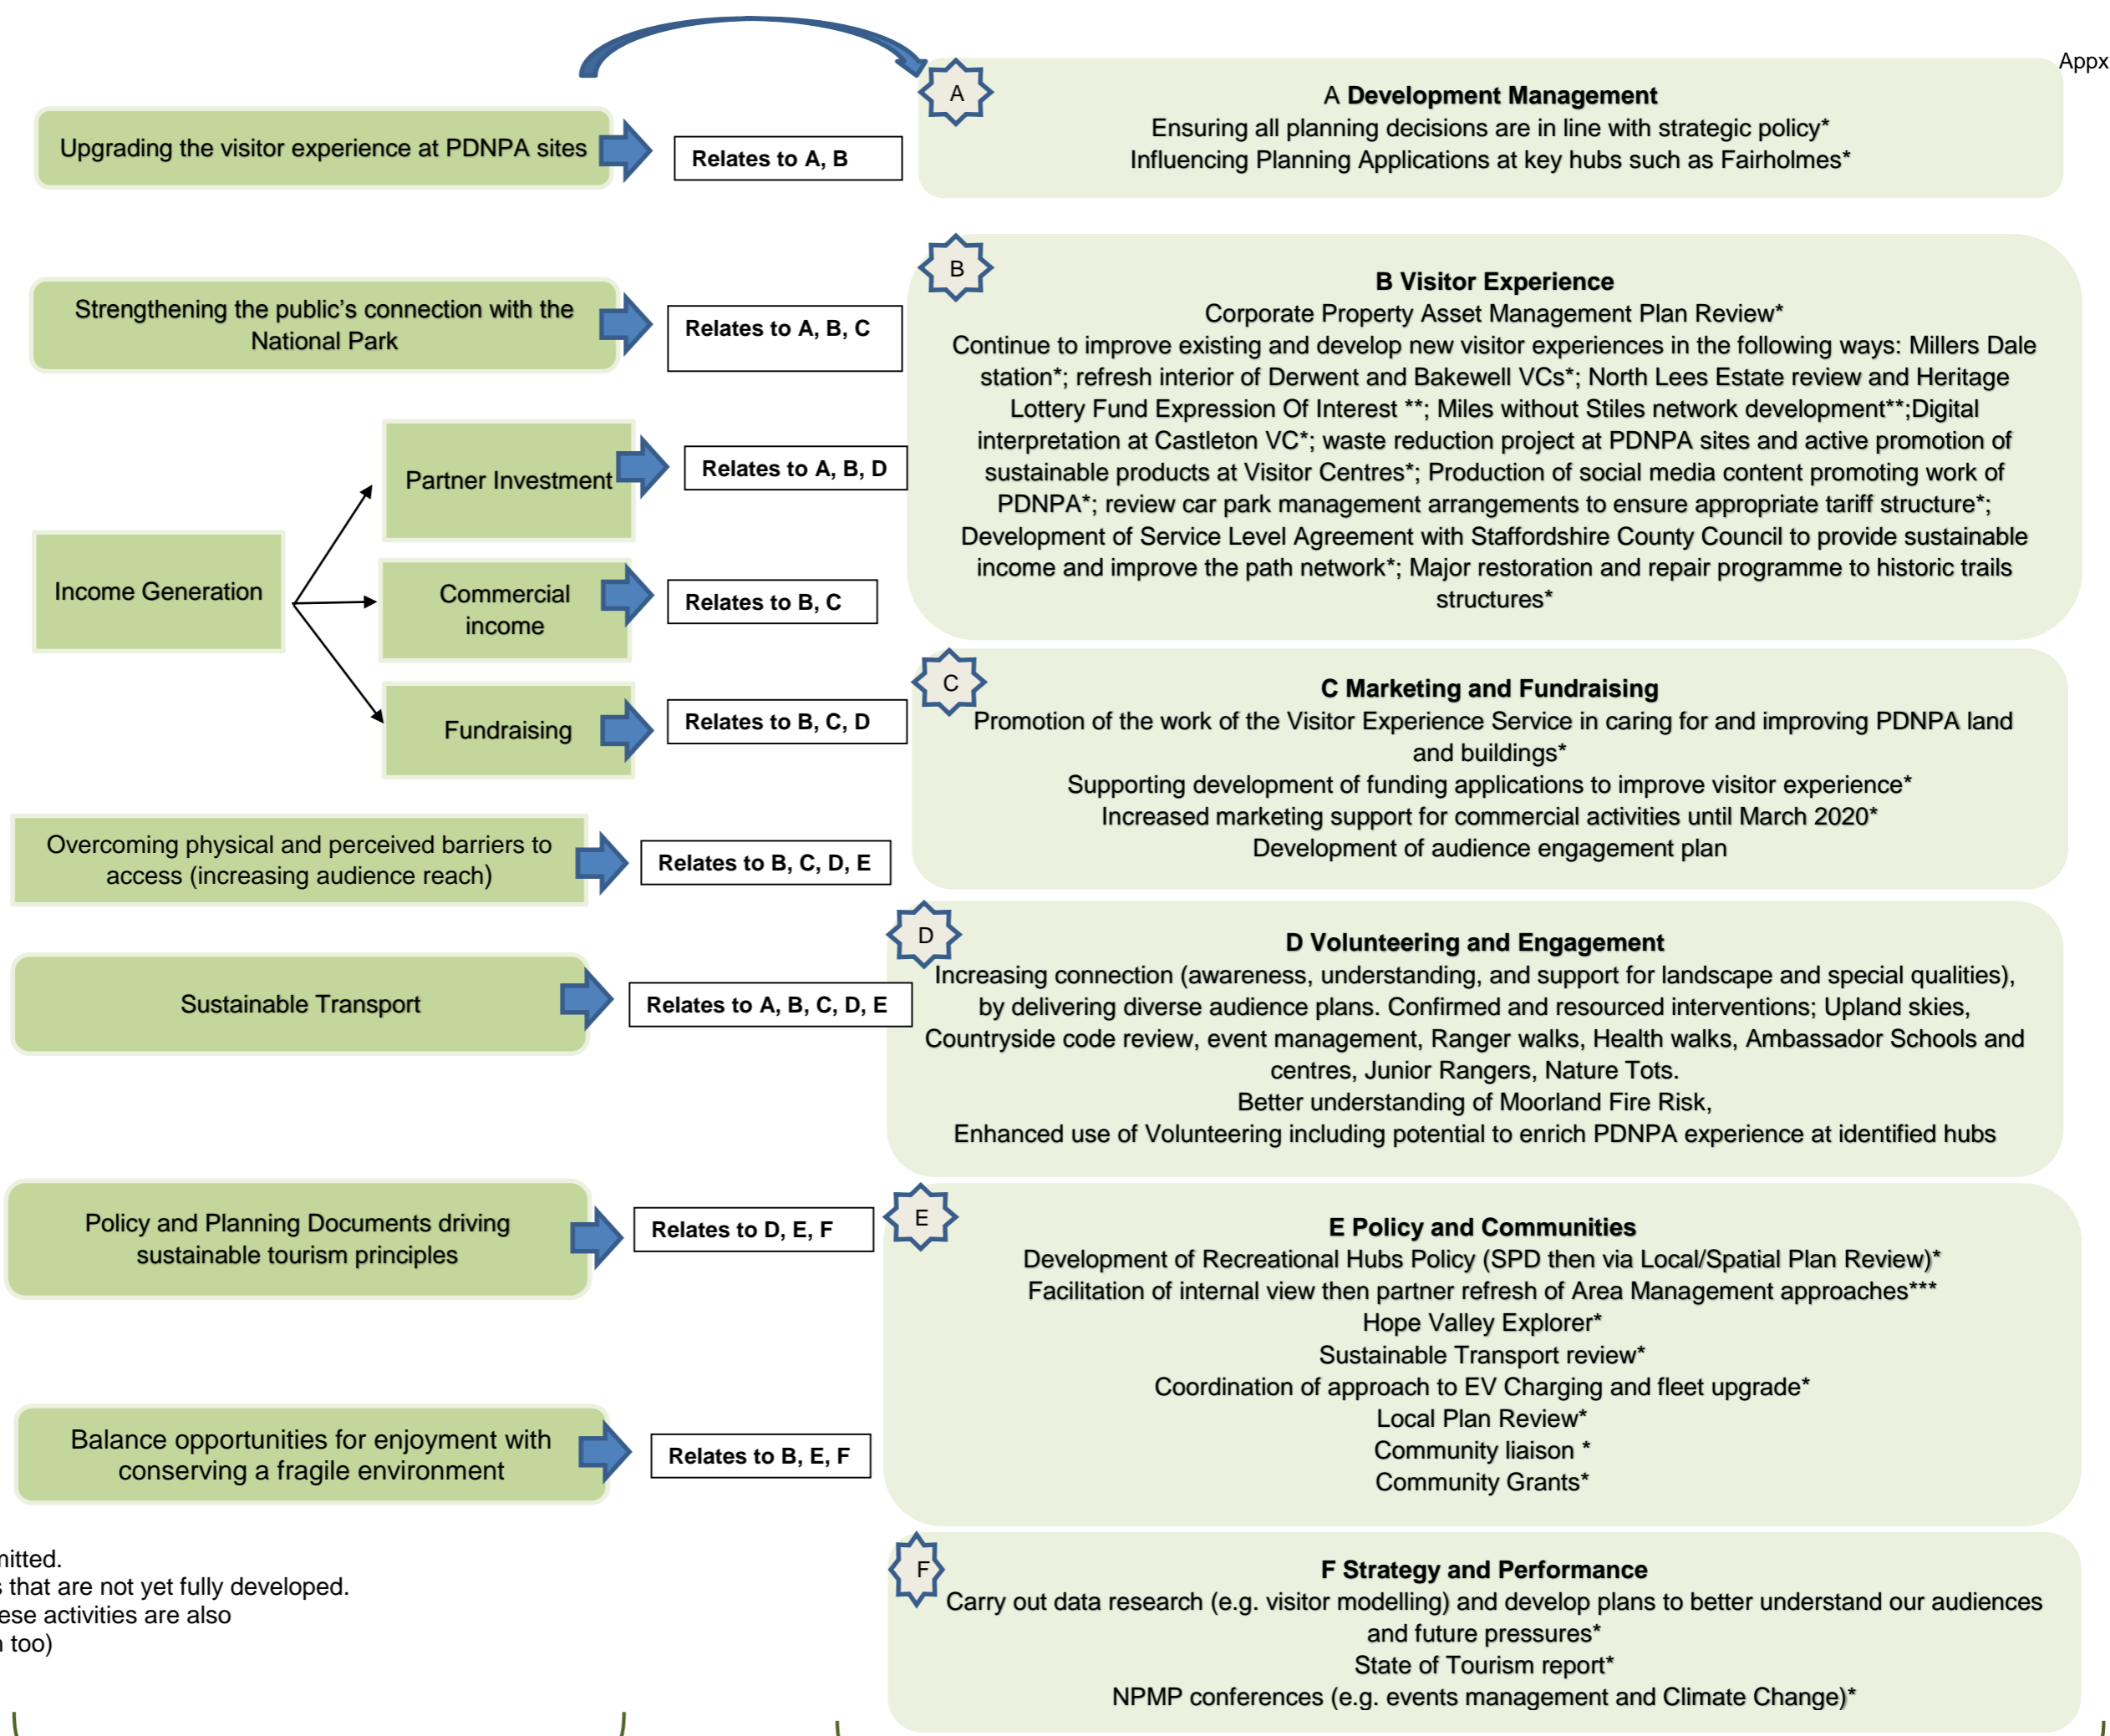 Appx
Upgrading the visitor experience at PDNPA sites
Relates to A, B
Strengthening the public’s connection with the
National Park
Relates to A, B, C
Income Generation
Partner Investment
Relates to A, B, D
Commercial
income
Relates to B, C
Fundraising
Relates to B, C, D
Overcoming physical and perceived barriers to
access (increasing audience reach)
Relates to B, C, D, E
Sustainable Transport
Relates to A, B, C, D, E
Policy and Planning Documents driving
sustainable tourism principles
Relates to D, E, F
Balance opportunities for enjoyment with
conserving a fragile environment
Relates to B, E, F
A
A Development Management
Ensuring all planning decisions are in line with strategic policy*
Influencing Planning Applications at key hubs such as Fairholmes*
B
B Visitor Experience
Corporate Property Asset Management Plan Review*
Continue to improve existing and develop new visitor experiences in the following ways: Millers Dale
station*; refresh interior of Derwent and Bakewell VCs*; North Lees Estate review and Heritage
Lottery Fund Expression Of Interest **; Miles without Stiles network development**;Digital
interpretation at Castleton VC*; waste reduction project at PDNPA sites and active promotion of
sustainable products at Visitor Centres*; Production of social media content promoting work of
PDNPA*; review car park management arrangements to ensure appropriate tariff structure*;
Development of Service Level Agreement with Staffordshire County Council to provide sustainable
income and improve the path network*; Major restoration and repair programme to historic trails
structures*
C
C Marketing and Fundraising
Promotion of the work of the Visitor Experience Service in caring for and improving PDNPA land
and buildings*
Supporting development of funding applications to improve visitor experience*
Increased marketing support for commercial activities until March 2020*
Development of audience engagement plan
D
D Volunteering and Engagement
Increasing connection (awareness, understanding, and support for landscape and special qualities),
by delivering diverse audience plans. Confirmed and resourced interventions; Upland skies,
Countryside code review, event management, Ranger walks, Health walks, Ambassador Schools and
centres, Junior Rangers, Nature Tots.
Better understanding of Moorland Fire Risk,
Enhanced use of Volunteering including potential to enrich PDNPA experience at identified hubs
E
E Policy and Communities
Development of Recreational Hubs Policy (SPD then via Local/Spatial Plan Review)*
Facilitation of internal view then partner refresh of Area Management approaches***
Hope Valley Explorer*
Sustainable Transport review*
Coordination of approach to EV Charging and fleet upgrade*
Local Plan Review*
Community liaison *
Community Grants*
F
F Strategy and Performance
Carry out data research (e.g. visitor modelling) and develop plans to better understand our audiences
and future pressures*
State of Tourism report*
NPMP conferences (e.g. events management and Climate Change)*
that are not yet fully developed.
activities are also
too)